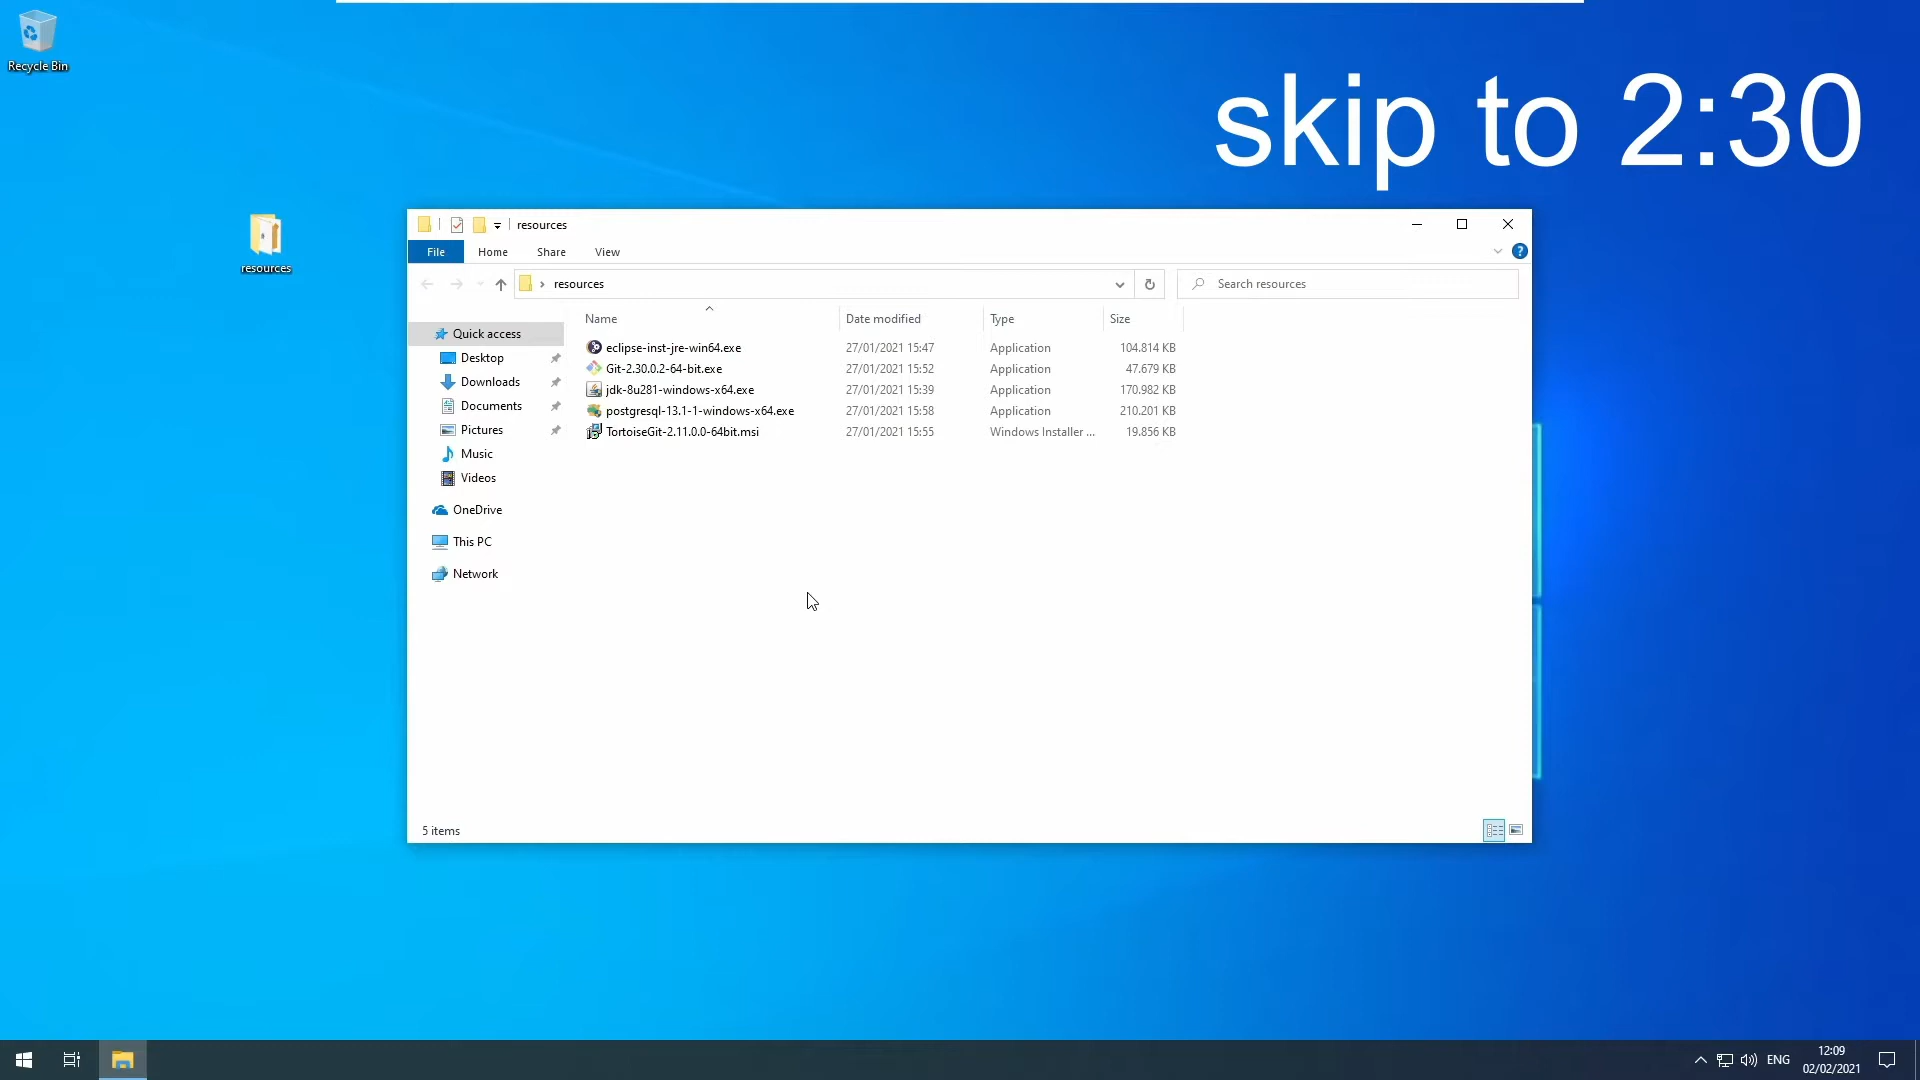 Recycle Bin
skip to 2:30
resources
resources
File Home Share View
resources
Search resources
Name Date modified Type Size
Quick access
Desktop
Downloads
Documents
Pictures
Music
Videos
OneDrive
This PC
Network
eclipse-inst-jre-win64.exe 27/01/2021 15:47 Application 104.814 KB
Git-2.30.0.2-64-bit.exe 27/01/2021 15:52 Application 47.679 KB
jdk-8u281-windows-x64.exe 27/01/2021 15:39 Application 170.982 KB
postgresql-13.1-1-windows-x64.exe 27/01/2021 15:58 Application 210.201 KB
TortoiseGit-2.11.0.0-64bit.msi 27/01/2021 15:55 Windows Installer ... 19.856 KB
5 items
ENG
12:09
02/02/2021